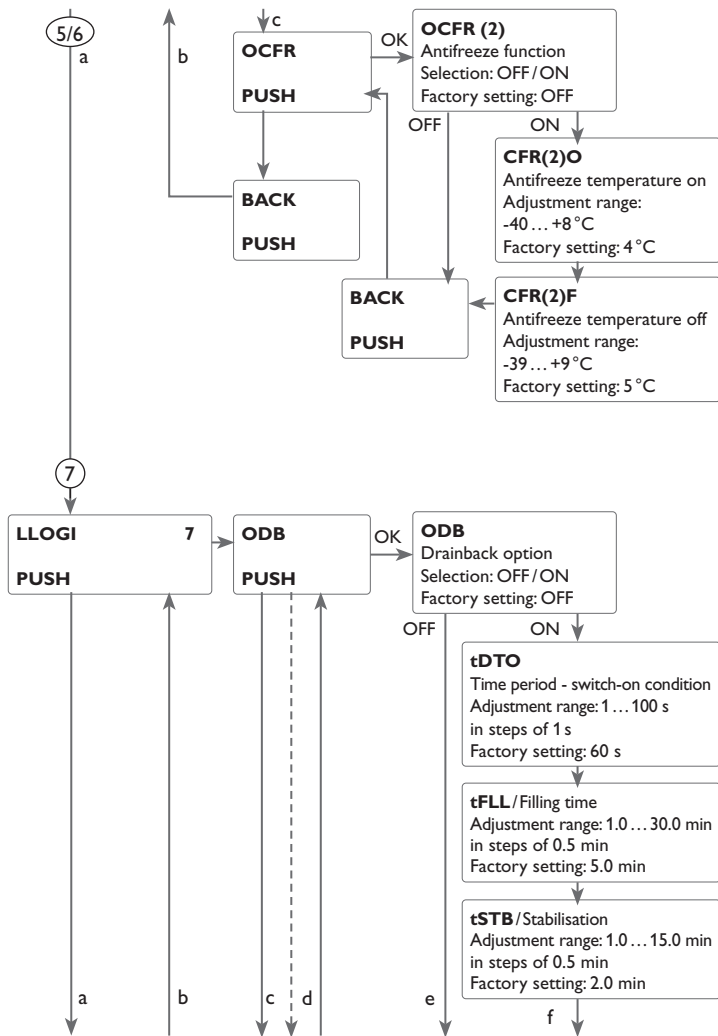 5/6
a
b
c
OCFR
PUSH
OK
OCFR (2)
Antifreeze function
Selection: OFF / ON
Factory setting: OFF
OFF
ON
CFR(2)O
Antifreeze temperature on
Adjustment range:
-40 … +8 °C
Factory setting: 4 °C
BACK
PUSH
BACK
PUSH
CFR(2)F
Antifreeze temperature off
Adjustment range:
-39 … +9 °C
Factory setting: 5 °C
7
LLOGI 7
PUSH
ODB
PUSH
OK
ODB
Drainback option
Selection: OFF / ON
Factory setting: OFF
OFF
ON
tDTO
Time period - switch-on condition
Adjustment range: 1 … 100 s
in steps of 1 s
Factory setting: 60 s
tFLL / Filling time
Adjustment range: 1.0 … 30.0 min
in steps of 0.5 min
Factory setting: 5.0 min
tSTB / Stabilisation
Adjustment range: 1.0 … 15.0 min
in steps of 0.5 min
Factory setting: 2.0 min
a
b
c
d
e
f